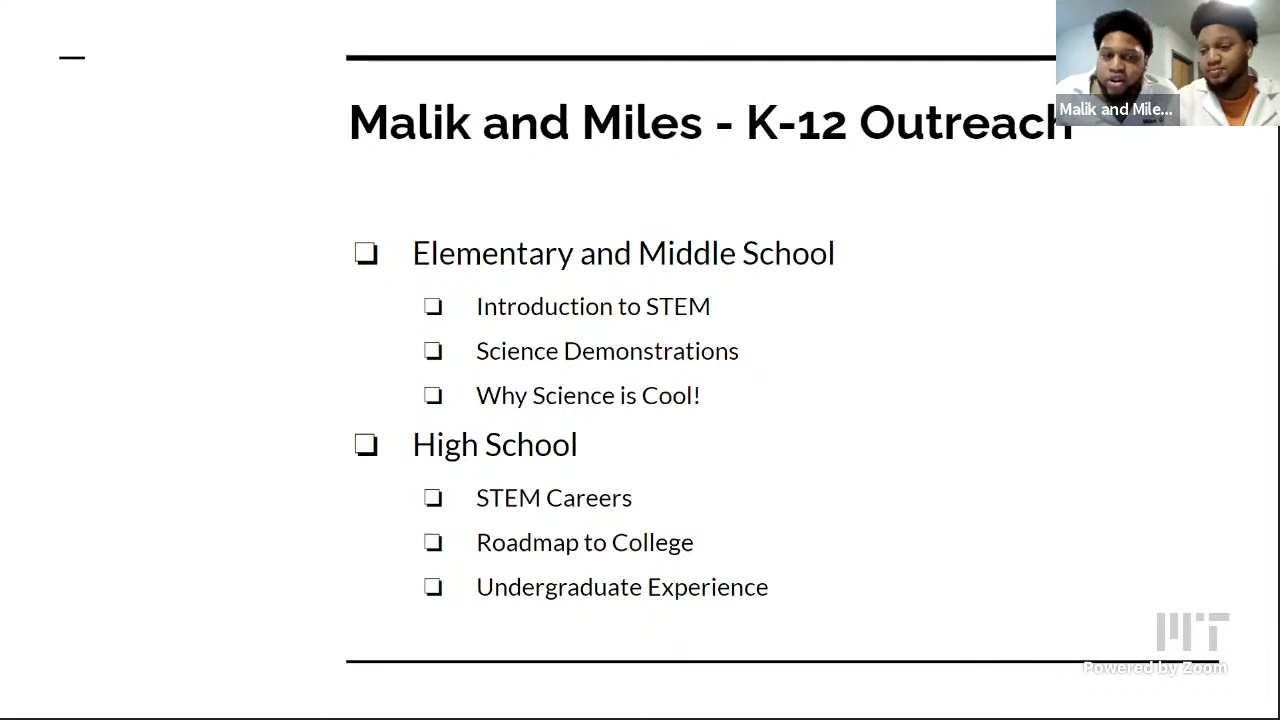 Malik and Miles - K-12 Outreach
Malik and Mile...
❏ Elementary and Middle School
❏ Introduction to STEM
❏ Science Demonstrations
❏ Why Science is Cool!
❏ High School
❏ STEM Careers
❏ Roadmap to College
❏ Undergraduate Experience
MIT
Powered by Zoom